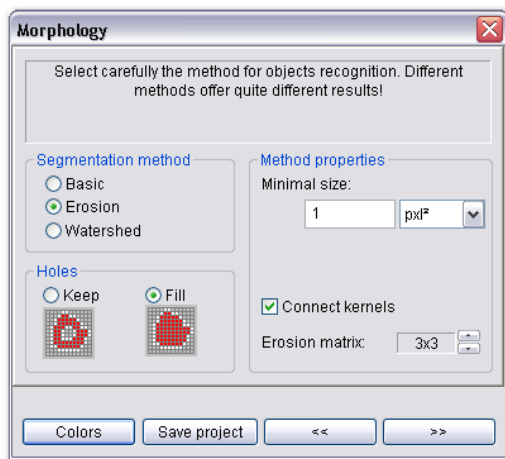 Morphology
Select carefully the method for objects recognition. Different
methods offer quite different results!
Segmentation method
Basic
Erosion
Watershed
Holes
Keep
Fill
Method properties
Minimal size:
1
pxl²
Connect kernels
Erosion matrix:
3x3
Colors
Save project
<<
>>